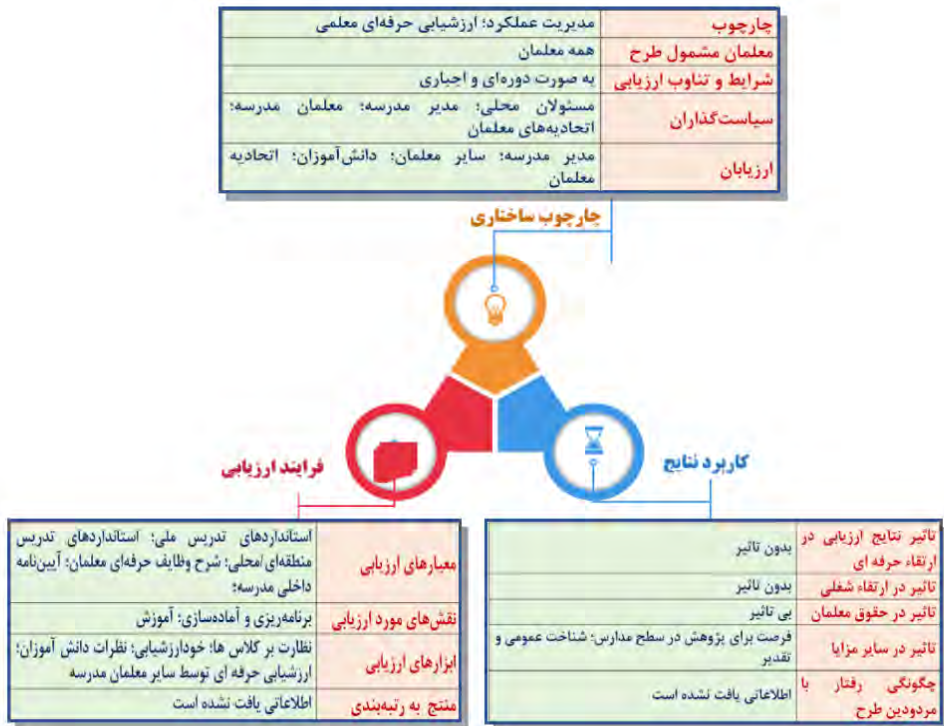 چارچوب
مدیریت عملکرد؛ ارزشیابی حرفه‌ای معلمی
معلمان مشمول طرح
همه معلمان
شرایط و تناوب ارزیابی
به صورت دوره‌ای و اجباری
سیاست‌گذاران
مسئولان محلی؛ مدیر مدرسه؛ معلمان مدرسه؛
اتحادیه‌های معلمان
ارزیابان
مدیر مدرسه؛ سایر معلمان؛ دانش‌آموزان؛ اتحادیه
معلمان
چارچوب ساختاری
کاربرد نتایج
تاثیر نتایج ارزیابی در
ارتقاء حرفه ای
بدون تاثیر
تاثیر در ارتقاء شغلی
بدون تاثیر
تاثیر در حقوق معلمان
بی تاثیر
تاثیر در سایر مزایا
فرصت برای پژوهش در سطح مدارس؛ شناخت عمومی و
تقدیر
چگونگی رفتار با
مردودین طرح
اطلاعاتی یافت نشده است
فرایند ارزیابی
معیارهای ارزیابی
استانداردهای تدریس ملی؛ استانداردهای تدریس
منطقه‌ای/محلی؛ شرح وظایف حرفه‌ای معلمان؛ آیین‌نامه
داخلی مدرسه؛
نقش‌های مورد ارزیابی
برنامه‌ریزی و آماده‌سازی؛ آموزش
ابزارهای ارزیابی
نظارت بر کلاس ها؛ خودارزشیابی؛ نظرات دانش آموزان؛
ارزشیابی حرفه ای توسط سایر معلمان مدرسه
منتج به رتبه‌بندی
اطلاعاتی یافت نشده است